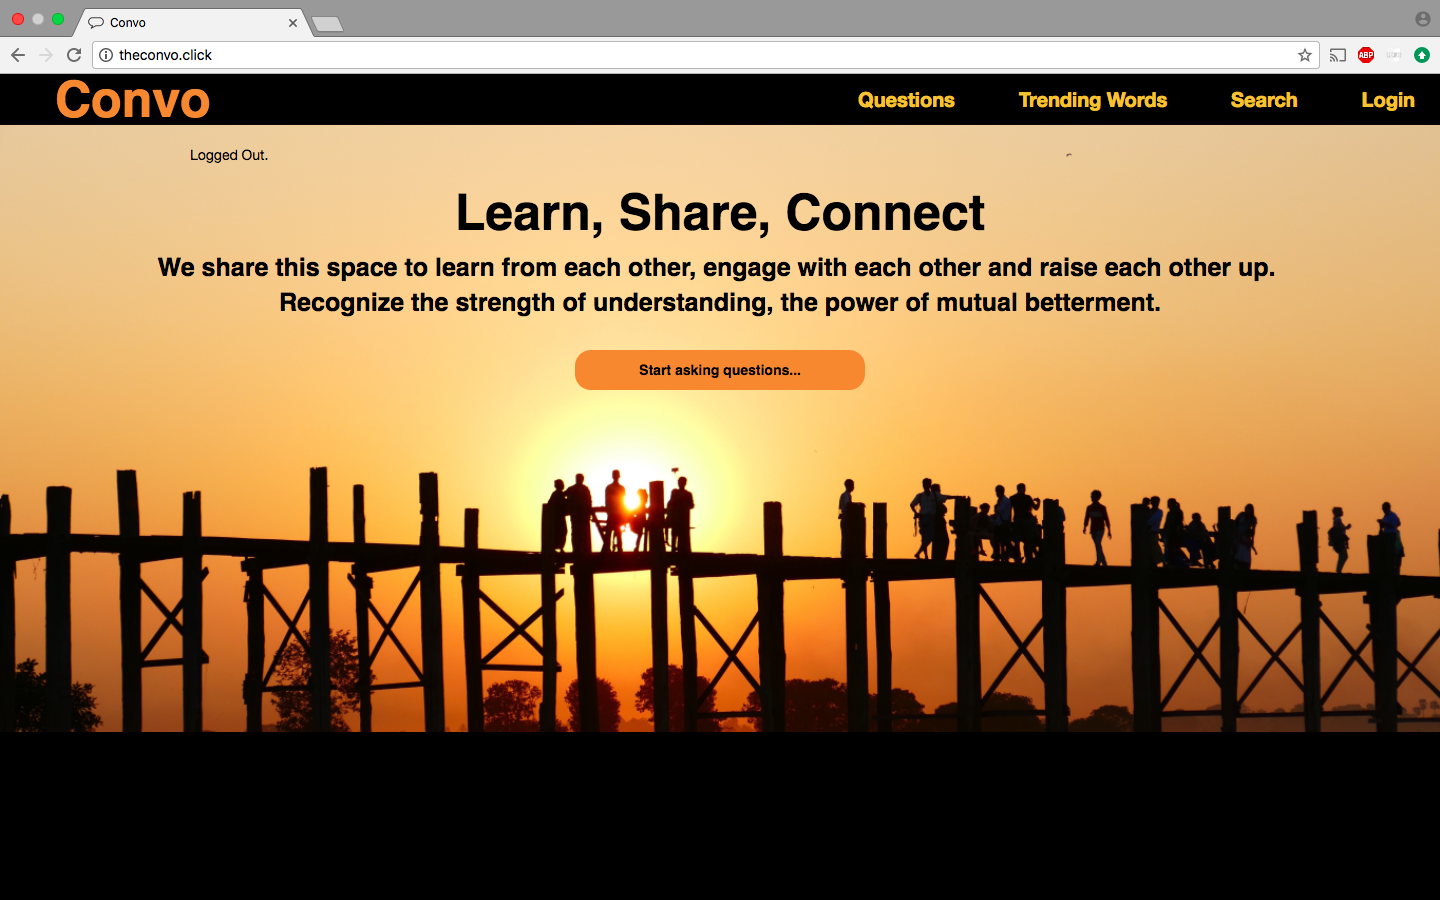 Convo
theconvo.click
ABP
Convo
Questions
Trending Words
Search
Login
Logged Out.
Learn, Share, Connect
We share this space to learn from each other, engage with each other and raise each other up.
Recognize the strength of understanding, the power of mutual betterment.
Start asking questions...